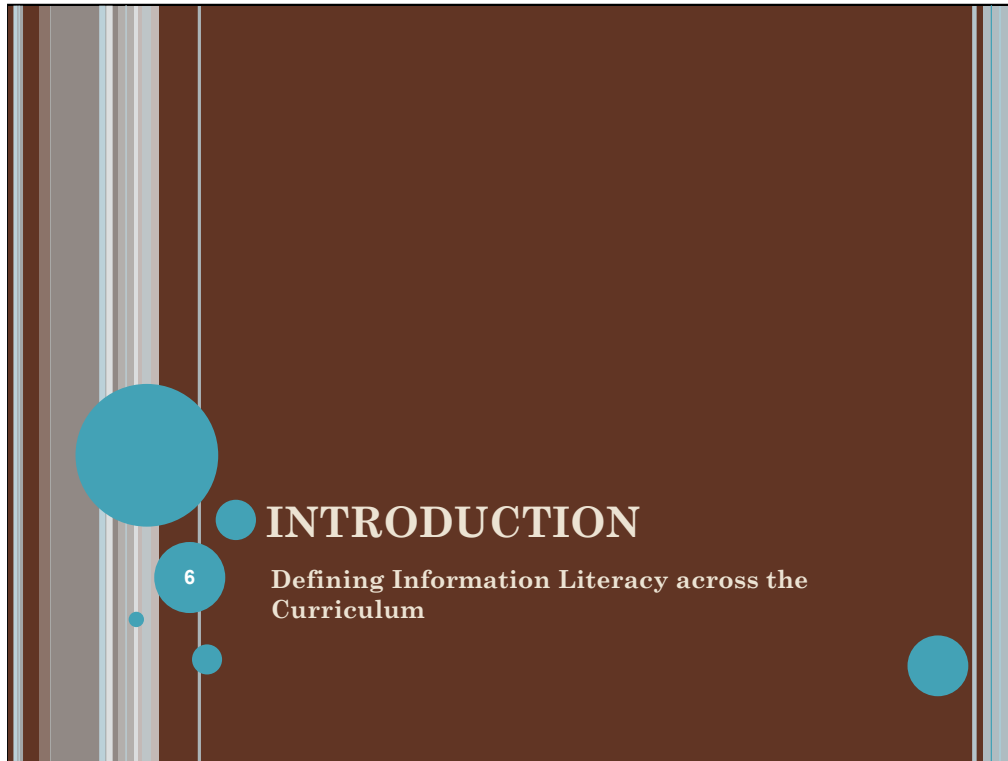 INTRODUCTION
6
Defining Information Literacy across the
Curriculum